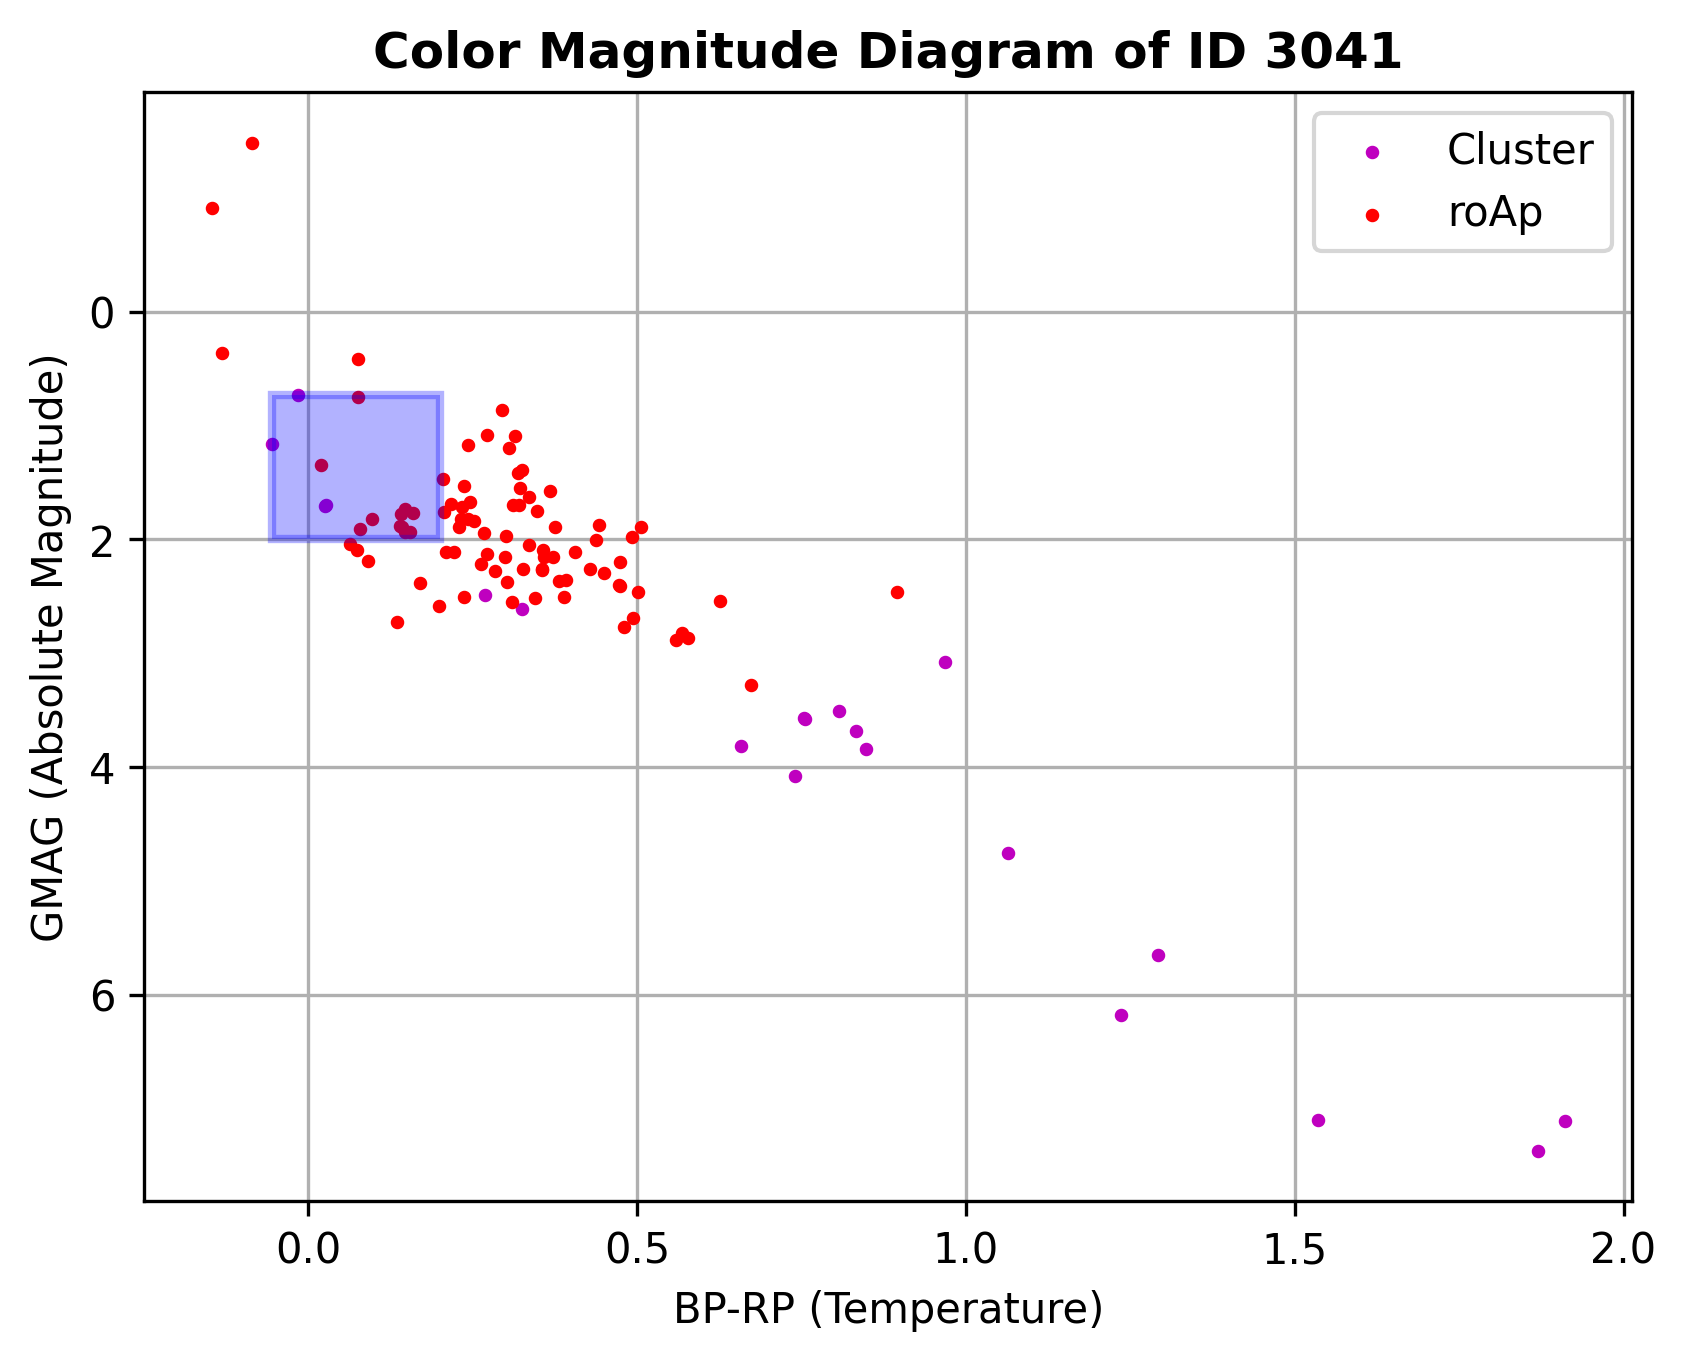 Color Magnitude Diagram of ID 3041
Cluster
roAp
GMAG (Absolute Magnitude)
0
2
4
6
0.0 0.5 1.0 1.5 2.0
BP-RP (Temperature)